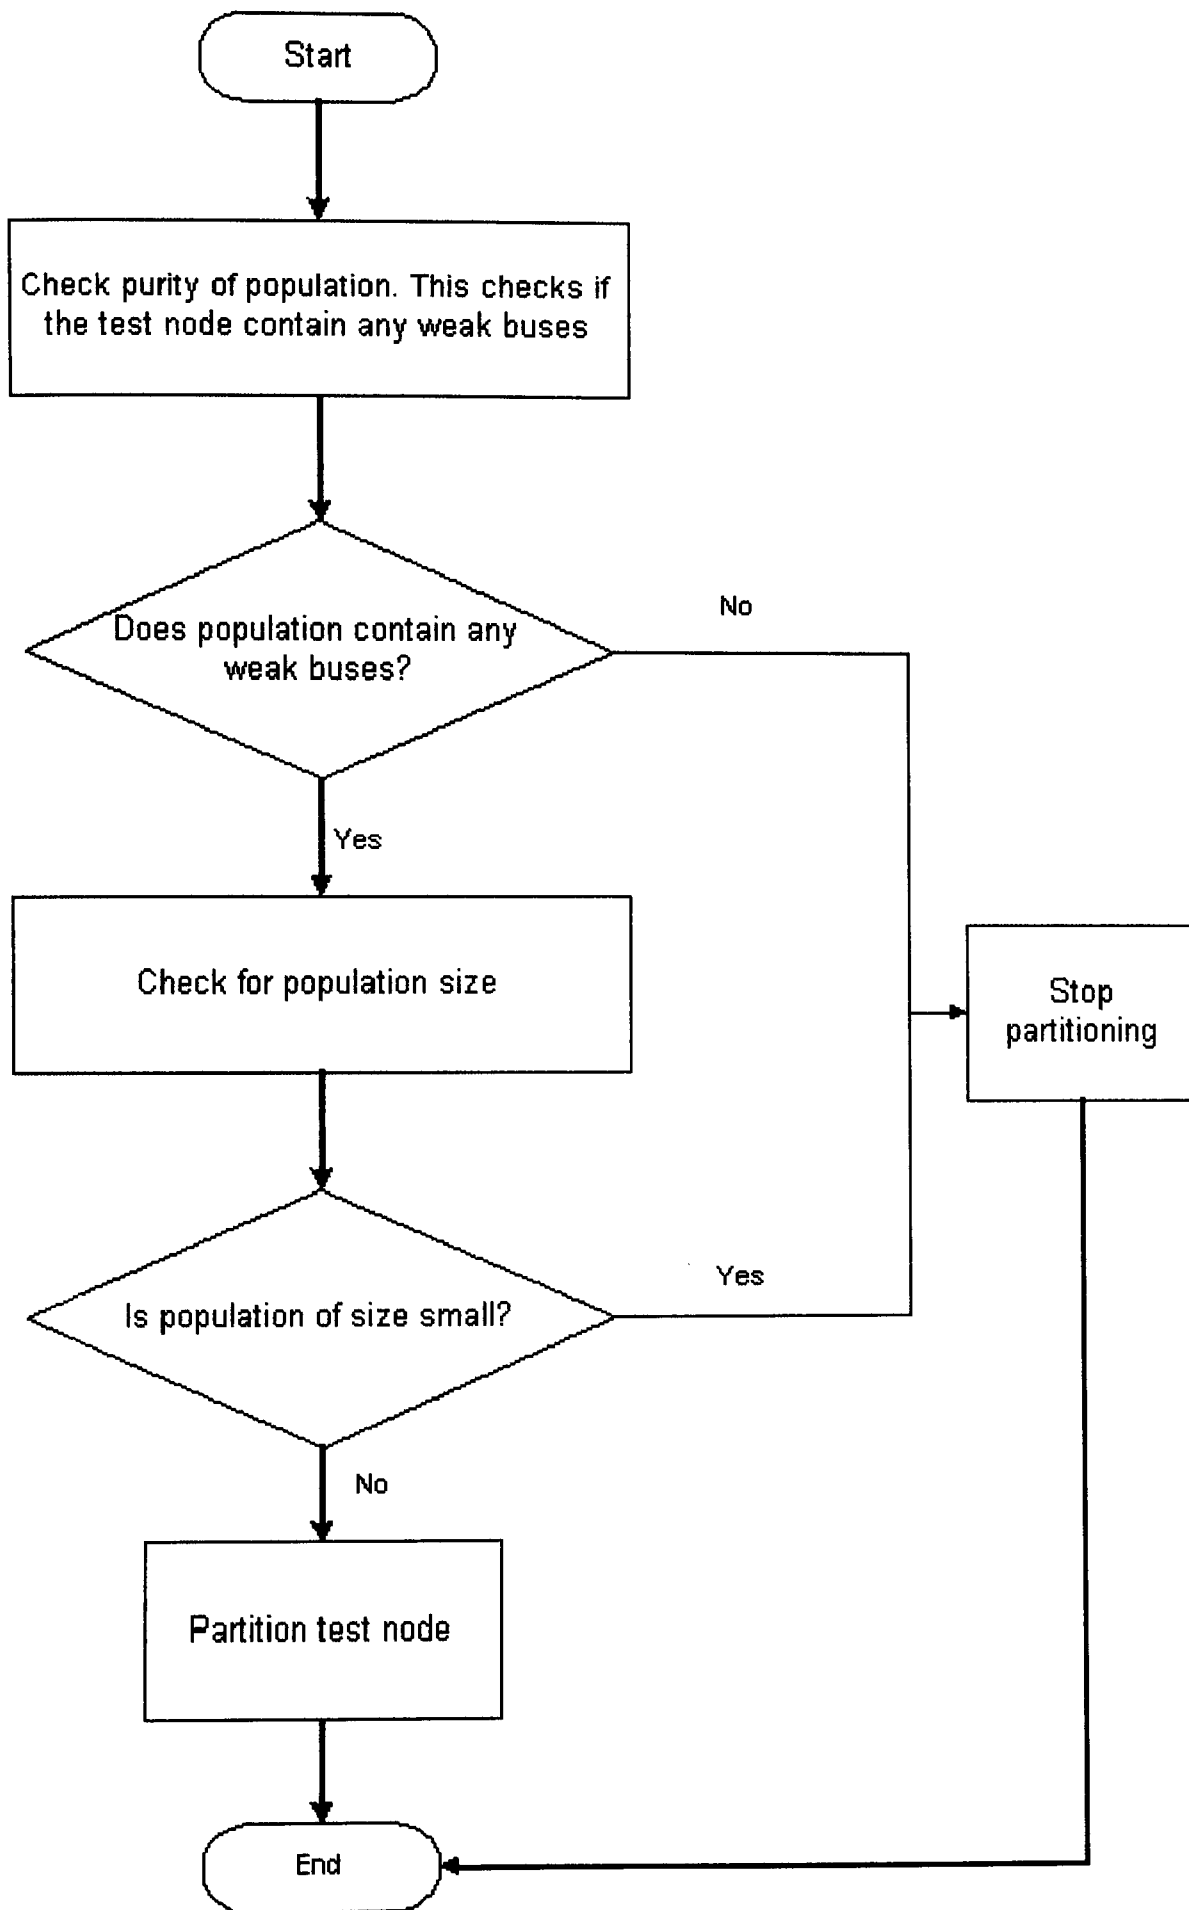 Start
Check purity of population. This checks if
the test node contain any weak buses
Does population contain any
weak buses?
No
Yes
Check for population size
Stop
partitioning
Is population of size small?
Yes
No
Partition test node
End